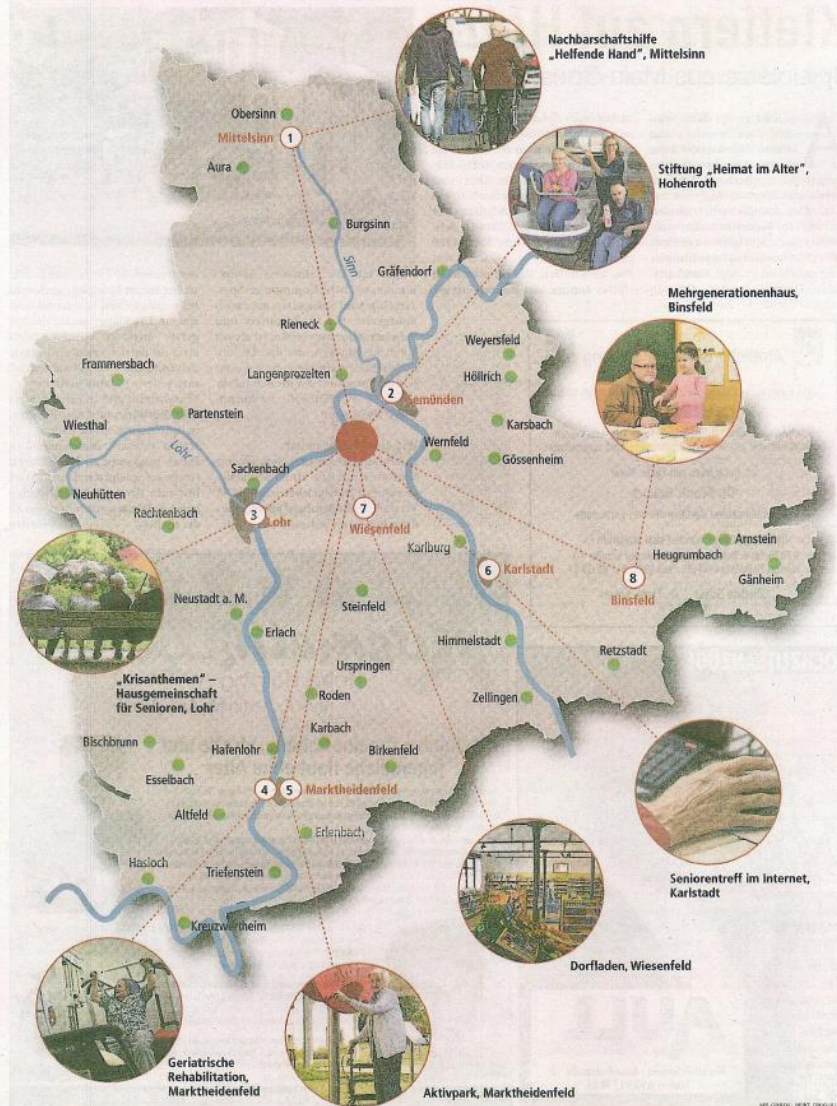 Nachbarschaftshilfe
„Helfende Hand", Mittelsinn
Obersinn
Mittelsinn
1
Aura
Stiftung „Heimat im Alter",
Hohenroth
Burgsinn
Sinn
Gräfendorf
Mehrgenerationenhaus,
Binsfeld
Rieneck
Weyersfeld
Frammersbach
Langenprozelten
Höllrich
2
Gemünden
Partenstein
Karsbach
Wiesthal
Lohr
Wernfeld
Gössenheim
Sackenbach
Neuhütten
Rechtenbach
3
Lohr
7
Wiesenfeld
Karlburg
Heugrumbach
Arnstein
6
Karlstadt
8
Binsfeld
Gänheim
Neustadt a. M.
Steinfeld
Erlach
Himmelstadt
Retzstadt
„Krisanthemen" –
Hausgemeinschaft
für Senioren, Lohr
Urspringen
Roden
Zellingen
Karbach
Bischbrunn
Hafenlohr
Birkenfeld
Esselbach
4
5
Marktheidenfeld
Altfeld
Erlenbach
Hasloch
Triefenstein
Seniorentreff im Internet,
Karlstadt
Kreuzwertheim
Dorfladen, Wiesenfeld
Geriatrische
Rehabilitation,
Marktheidenfeld
Aktivpark, Marktheidenfeld